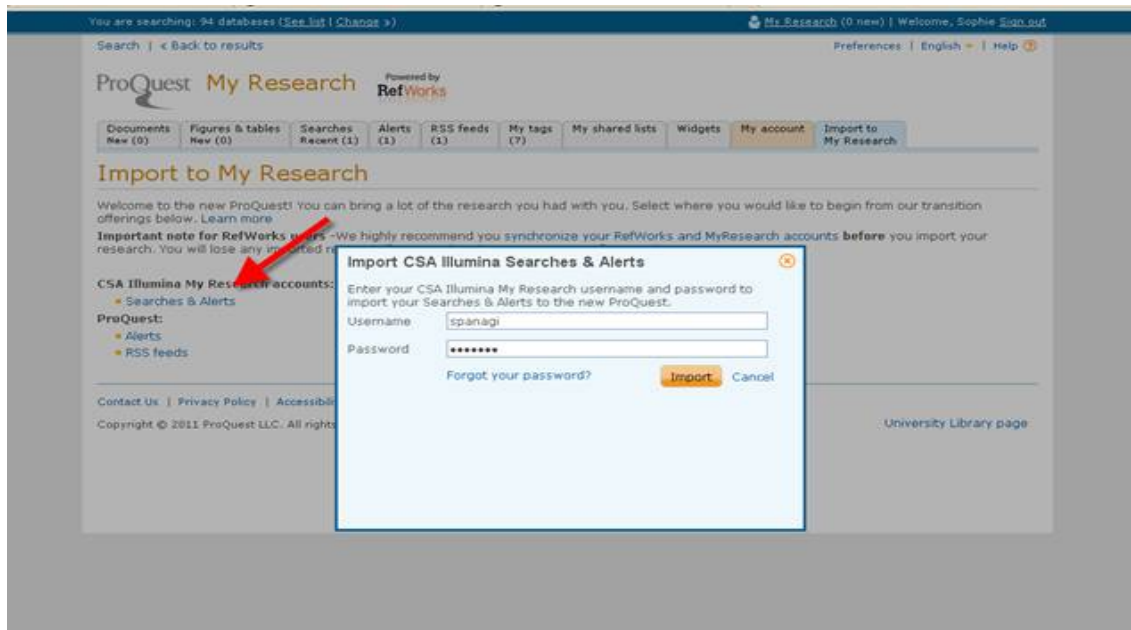 You are searching: 94 databases (See list | Change »)
My Research (0 new) | Welcome, Sophie Sign out
Search | < Back to results
Preferences | English | Help ?
ProQuest My Research Powered by RefWorks
Documents New (0)
Figures & tables New (0)
Searches Recent (1)
Alerts (1)
RSS feeds (1)
My tags (7)
My shared lists
Widgets
My account
Import to My Research
Import to My Research
Welcome to the new ProQuest! You can bring a lot of the research you had with you. Select where you would like to begin from our transition
offerings below. Learn more
Important note for RefWorks users -We highly recommend you synchronize your RefWorks and MyResearch accounts before you import your
research. You will lose any imported
CSA Illumina My Research accounts:
Searches & Alerts
ProQuest:
Alerts
RSS feeds
Import CSA Illumina Searches & Alerts
Enter your CSA Illumina My Research username and password to
import your Searches & Alerts to the new ProQuest.
Username spanagi
Password •••••••
Forgot your password? Import Cancel
Contact Us | Privacy Policy |
Copyright © 2011 ProQuest LLC. All rights
University Library page